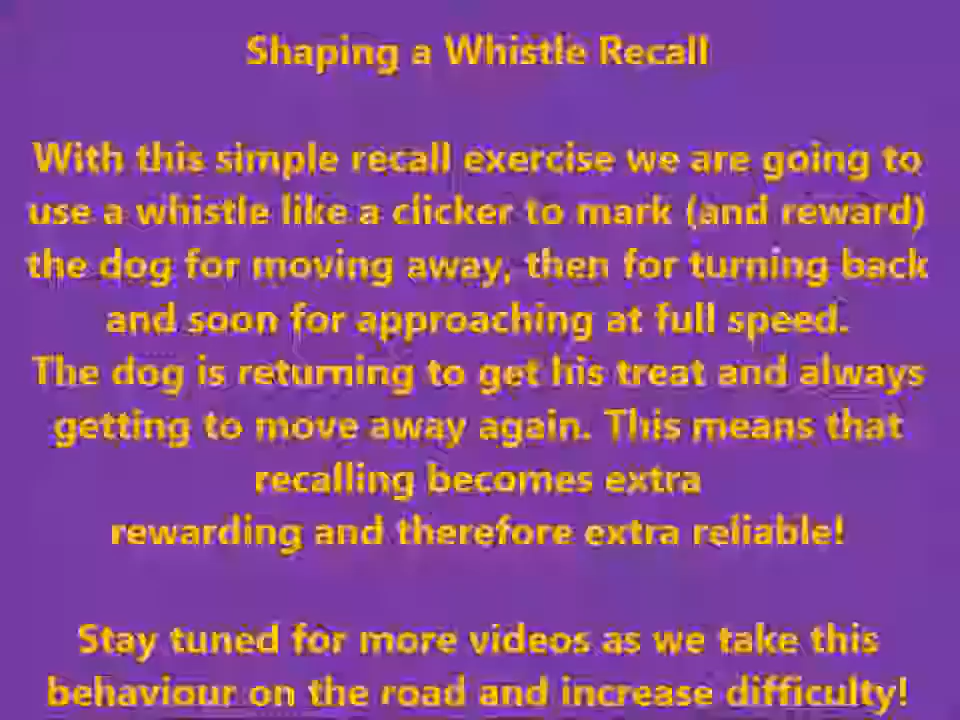 Shaping a Whistle Recall
With this simple recall exercise we are going to
use a whistle like a clicker to mark (and reward)
the dog for moving away, then for turning back
and soon for approaching at full speed.
The dog is returning to get his treat and always
getting to move away again. This means that
recalling becomes extra
rewarding and therefore extra reliable!
Stay tuned for more videos as we take this
behaviour on the road and increase difficulty!